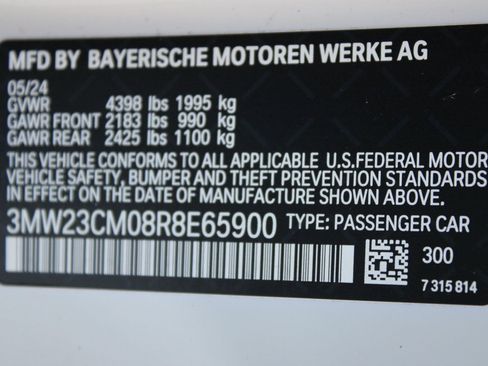 MFD BY BAYERISCHE MOTOREN WERKE AG
05/24
GVWR 4398 lbs 1995 kg
GAWR FRONT 2183 lbs 990 kg
GAWR REAR 2425 lbs 1100 kg
THIS VEHICLE CONFORMS TO ALL APPLICABLE U.S.FEDERAL MOTOR
VEHICLE SAFETY, BUMPER, AND THEFT PREVENTION STANDARDS
IN EFFECT ON THE DATE OF MANUFACTURE SHOWN ABOVE.
3MW23CM08R8E65900 TYPE: PASSENGER CAR
300
7 315 814